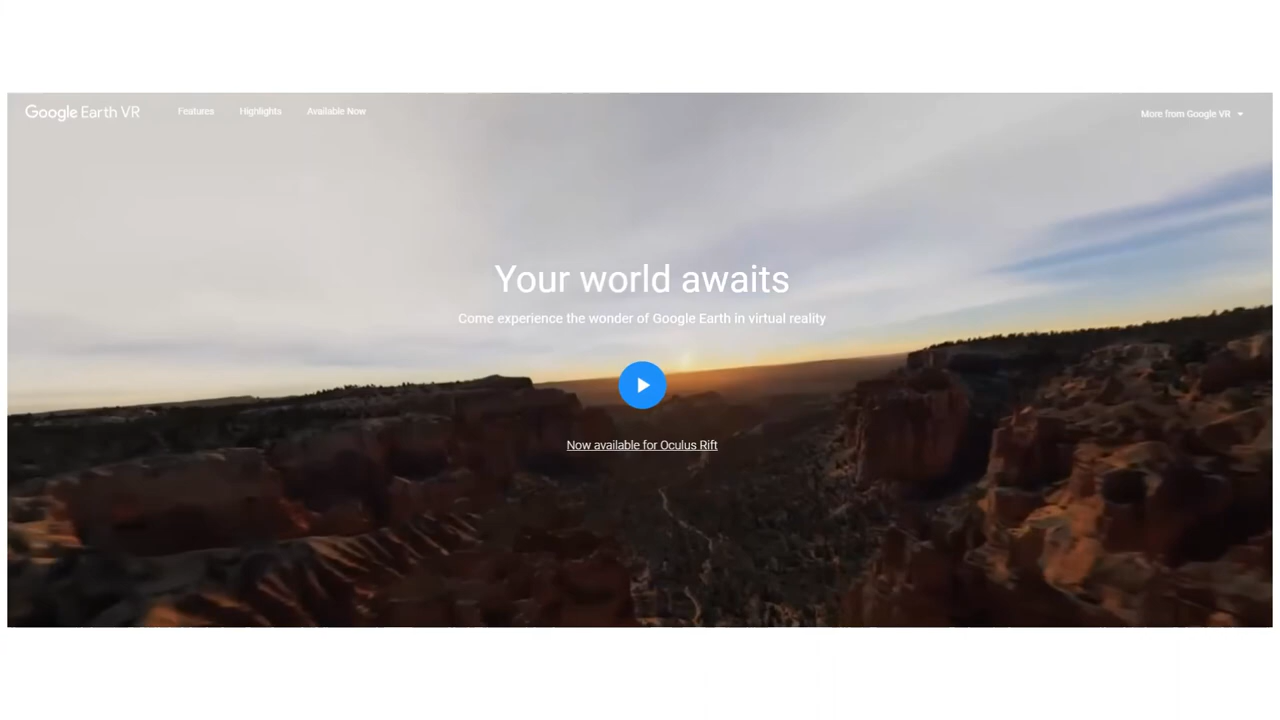 Google Earth VR
Features
Highlights
Available Now
More from Google VR
Your world awaits
Come experience the wonder of Google Earth in virtual reality
Now available for Oculus Rift